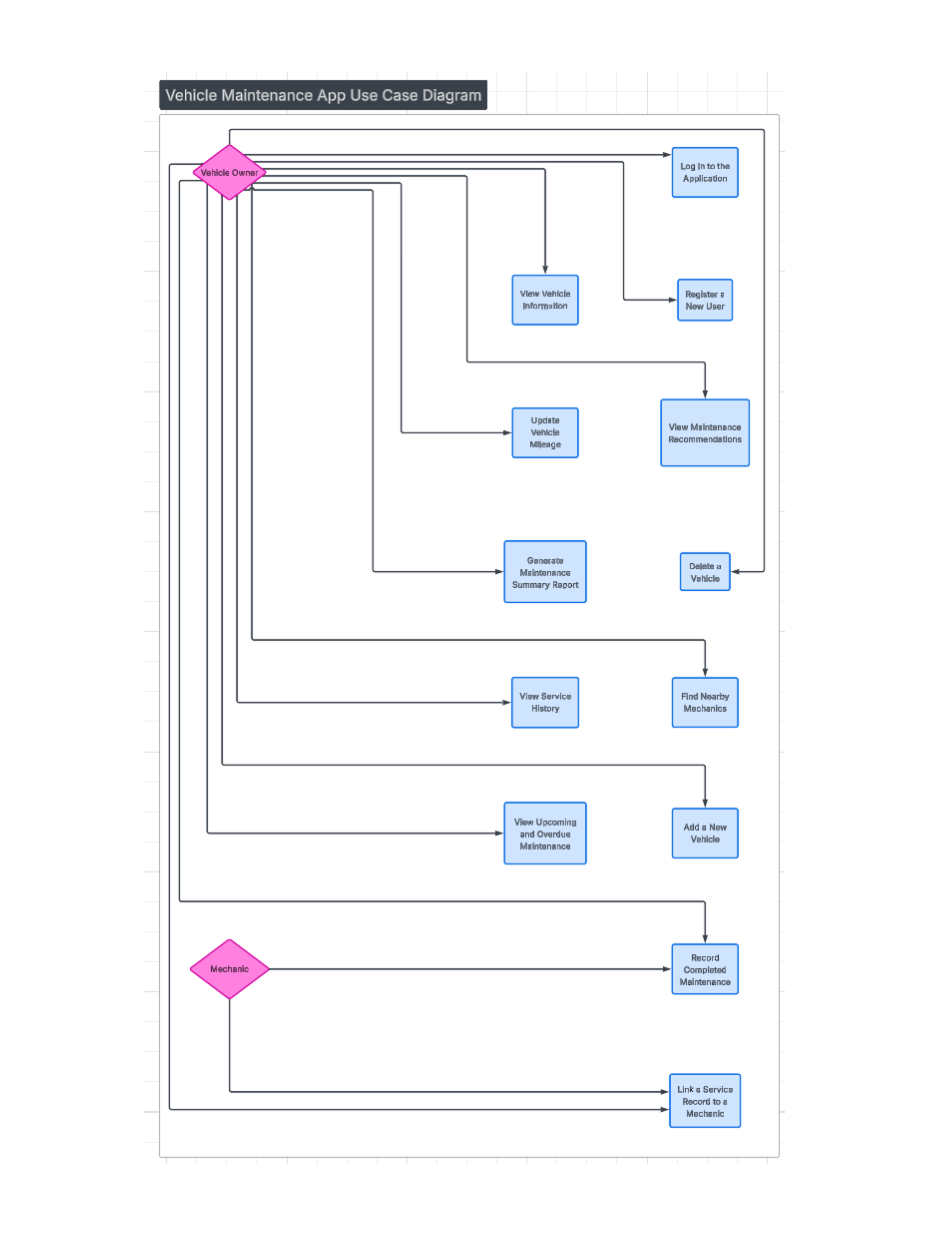 Vehicle Maintenance App Use Case Diagram
Vehicle Owner
Log In to the
Application
View Vehicle
Information
Register a
New User
Update
Vehicle
Mileage
View Maintenance
Recommendations
Generate
Maintenance
Summary Report
Delete a
Vehicle
View Service
History
Find Nearby
Mechanics
View Upcoming
and Overdue
Maintenance
Add a New
Vehicle
Mechanic
Record
Completed
Maintenance
Link a Service
Record to a
Mechanic